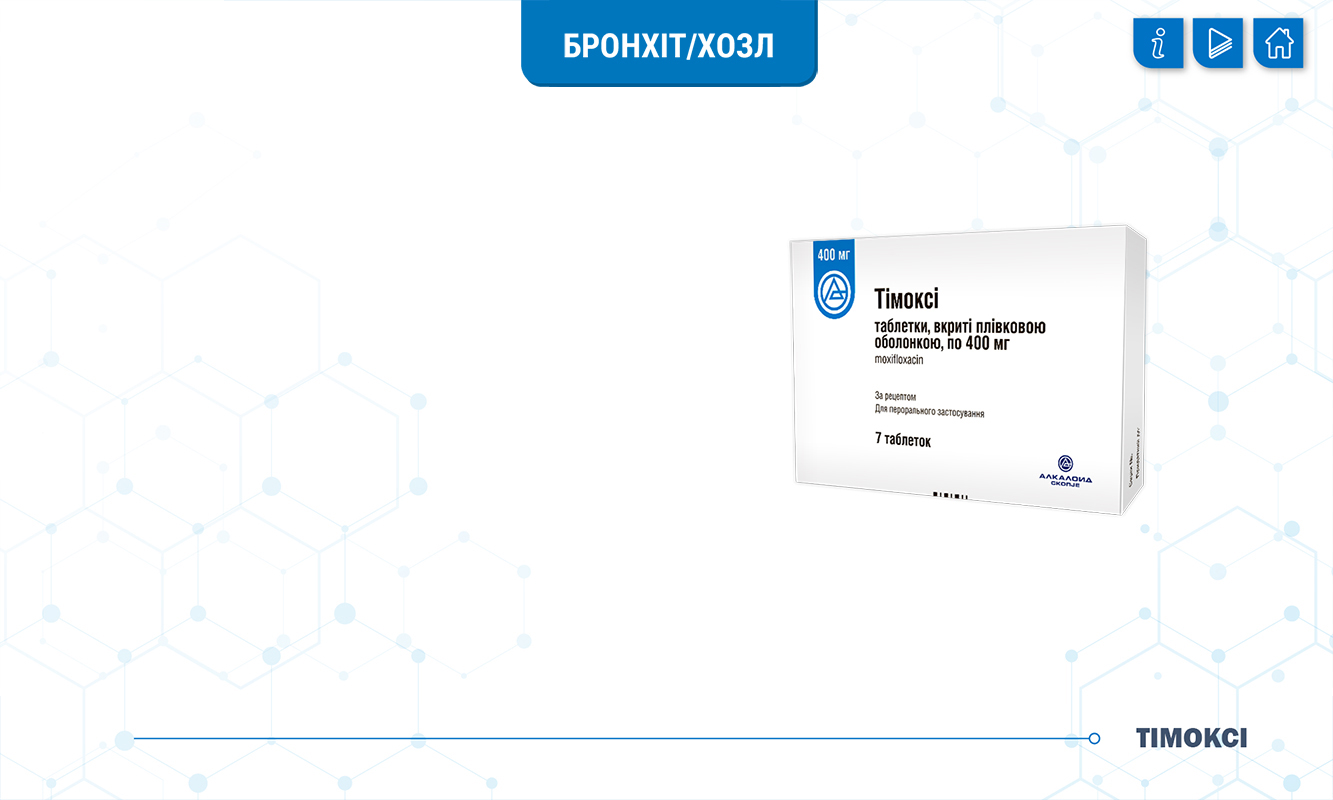 БРОНХІТ/ХОЗЛ
400 мг
Тімоксі
таблетки, вкриті плівковою
оболонкою, по 400 мг
moxifloxacin
За рецептом
Для перорального застосування
7 таблеток
АЛКАЛОИД
СКОПЈЕ
ТІМОКСІ